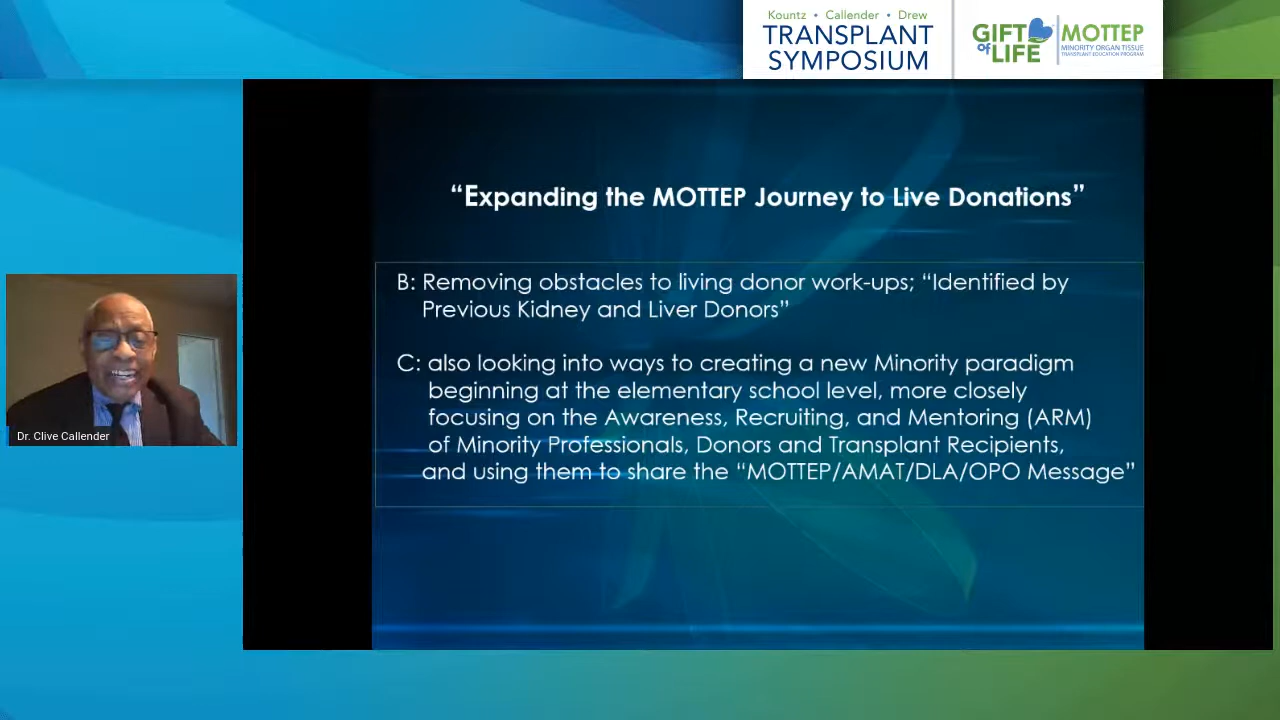 Kountz • Callender • Drew
TRANSPLANT
SYMPOSIUM
GIFT
of LIFE
MOTTEP
MINORITY ORGAN TISSUE
TRANSPLANT EDUCATION PROGRAM
“Expanding the MOTTEP Journey to Live Donations”
B: Removing obstacles to living donor work-ups; “Identified by
Previous Kidney and Liver Donors”
C: also looking into ways to creating a new Minority paradigm
beginning at the elementary school level, more closely
focusing on the Awareness, Recruiting, and Mentoring (ARM)
of Minority Professionals, Donors and Transplant Recipients,
and using them to share the “MOTTEP/AMAT/DLA/OPO Message”
Dr. Clive Callender